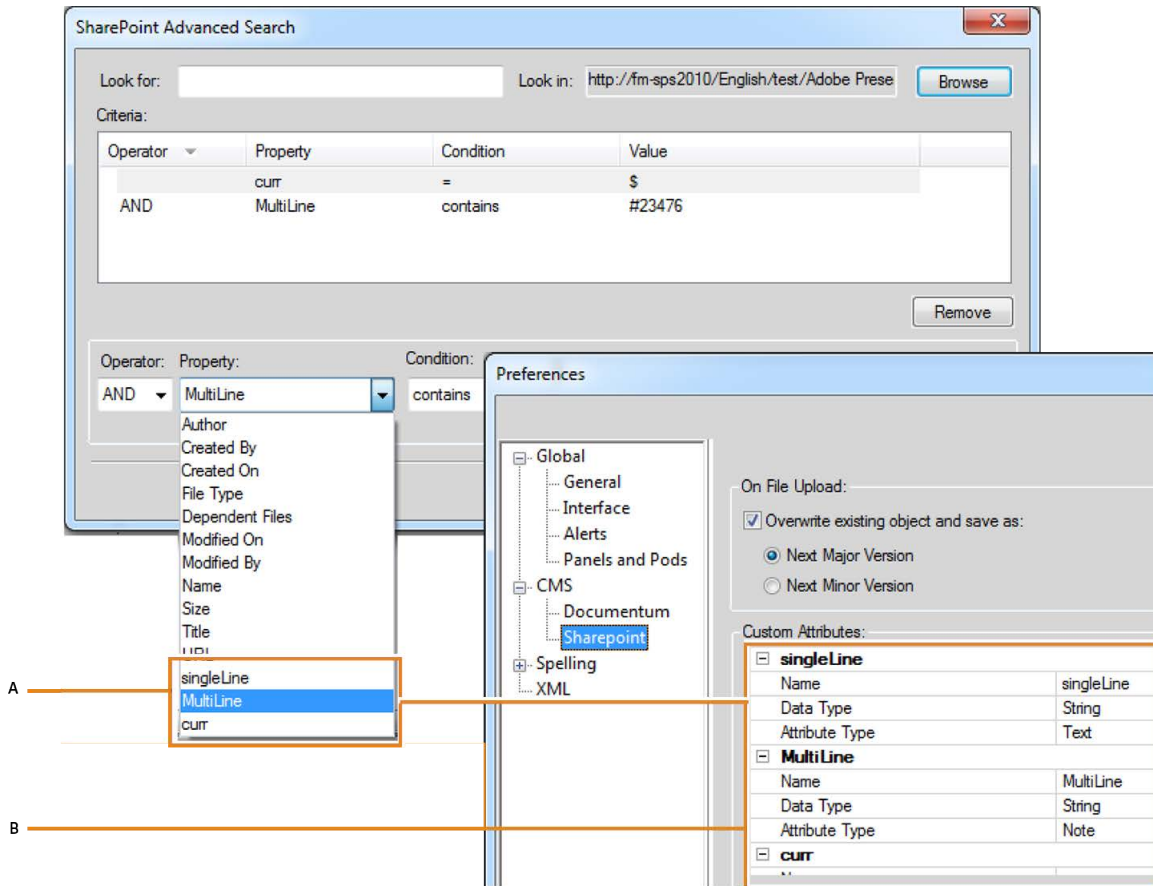 SharePoint Advanced Search
Look for:
Look in: http://fm-sps2010/English/test/Adobe Prese
Browse
Criteria:
Operator Property Condition Value
curr = $
AND MultiLine contains #23476
Remove
Operator: Property: Condition:
AND MultiLine contains
Author
Created By
Created On
File Type
Dependent Files
Modified On
Modified By
Name
Size
Title
URL
singleLine
MultiLine
curr
A
B
Preferences
Global
General
Interface
Alerts
Panels and Pods
CMS
Documentum
Sharepoint
Spelling
XML
On File Upload:
Overwrite existing object and save as:
Next Major Version
Next Minor Version
Custom Attributes:
singleLine
Name singleLine
Data Type String
Attribute Type Text
MultiLine
Name MultiLine
Data Type String
Attribute Type Note
curr